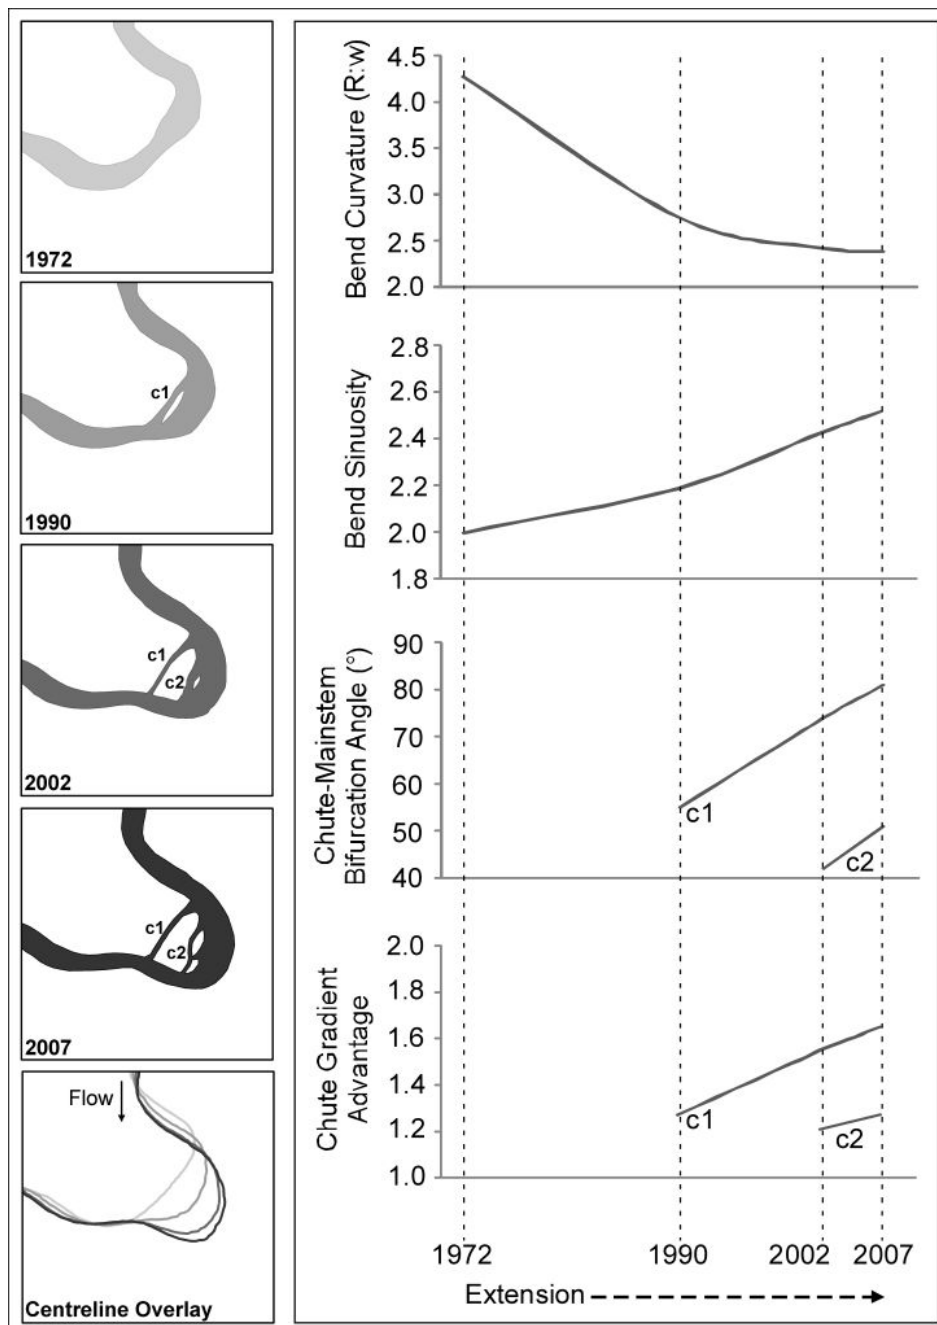 1972
c1
1990
c1
c2
2002
c1
c2
2007
Flow
Centreline Overlay
Bend Curvature (R:w)
4.5
4.0
3.5
3.0
2.5
2.0
Bend Sinuosity
2.8
2.6
2.4
2.2
2.0
1.8
Chute-Mainstem
Bifurcation Angle (°)
90
80
70
60
50
40
c1
c2
Chute Gradient
Advantage
2.0
1.8
1.6
1.4
1.2
1.0
c1
c2
1972 1990 2002 2007
Extension